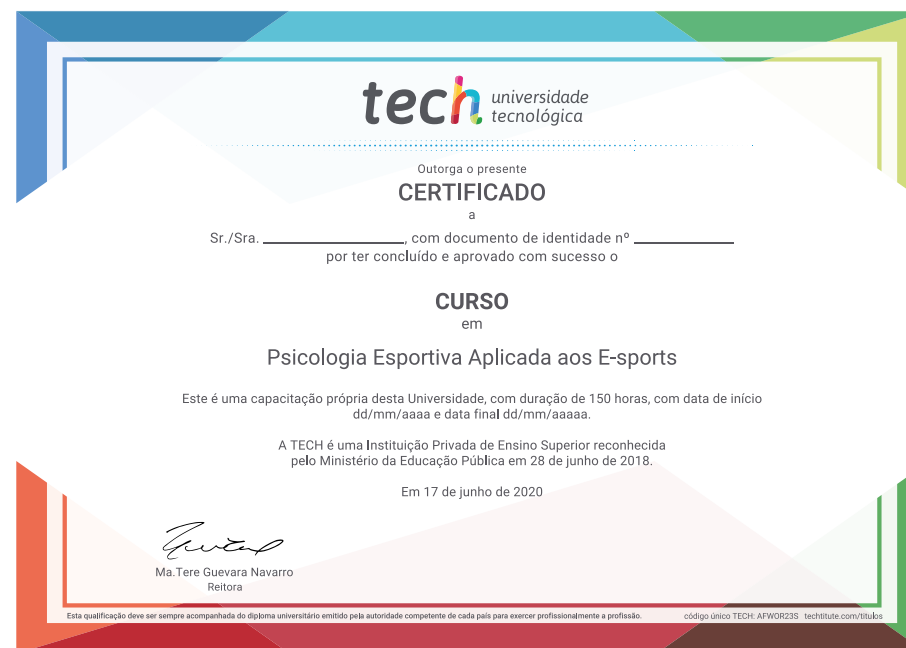 tech universidade
tecnológica
Outorga o presente
CERTIFICADO
a
Sr./Sra. ____________________, com documento de identidade nº ______________
por ter concluído e aprovado com sucesso o
CURSO
em
Psicologia Esportiva Aplicada aos E-sports
Este é uma capacitação própria desta Universidade, com duração de 150 horas, com data de início
dd/mm/aaaa e data final dd/mm/aaaaa.
A TECH é uma Instituição Privada de Ensino Superior reconhecida
pelo Ministério da Educação Pública em 28 de junho de 2018.
Em 17 de junho de 2020
Ma.Tere Guevara Navarro
Reitora
Esta qualificação deve ser sempre acompanhada do diploma universitário emitido pela autoridade competente de cada país para exercer profissionalmente a profissão. código único TECH: AFWOR23S techtitute.com/titulos